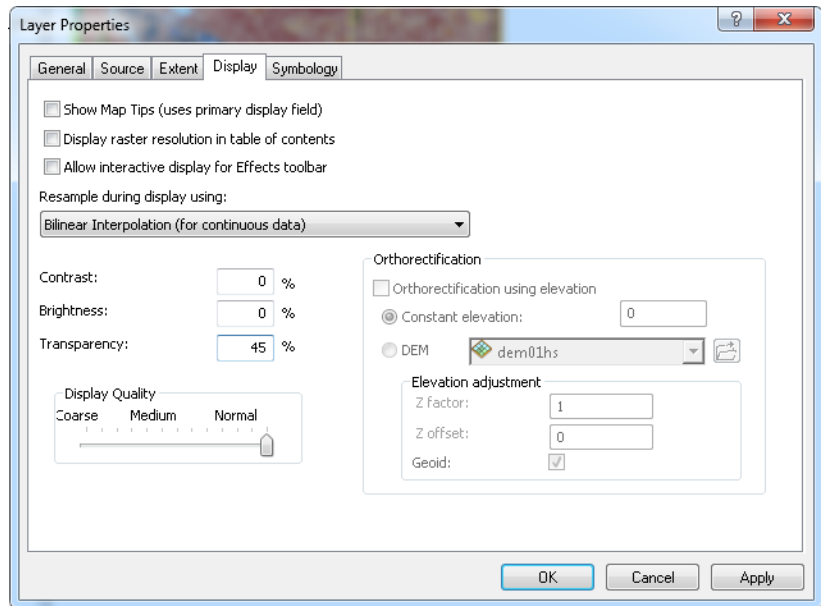 Layer Properties
?
x
General Source Extent Display Symbology
Show Map Tips (uses primary display field)
Display raster resolution in table of contents
Allow interactive display for Effects toolbar
Resample during display using:
Bilinear Interpolation (for continuous data)
Contrast: 0 %
Brightness: 0 %
Transparency: 45 %
Display Quality
Coarse Medium Normal
Orthorectification
Orthorectification using elevation
Constant elevation: 0
DEM dem01hs
Elevation adjustment
Z factor: 1
Z offset: 0
Geoid:
OK Cancel Apply